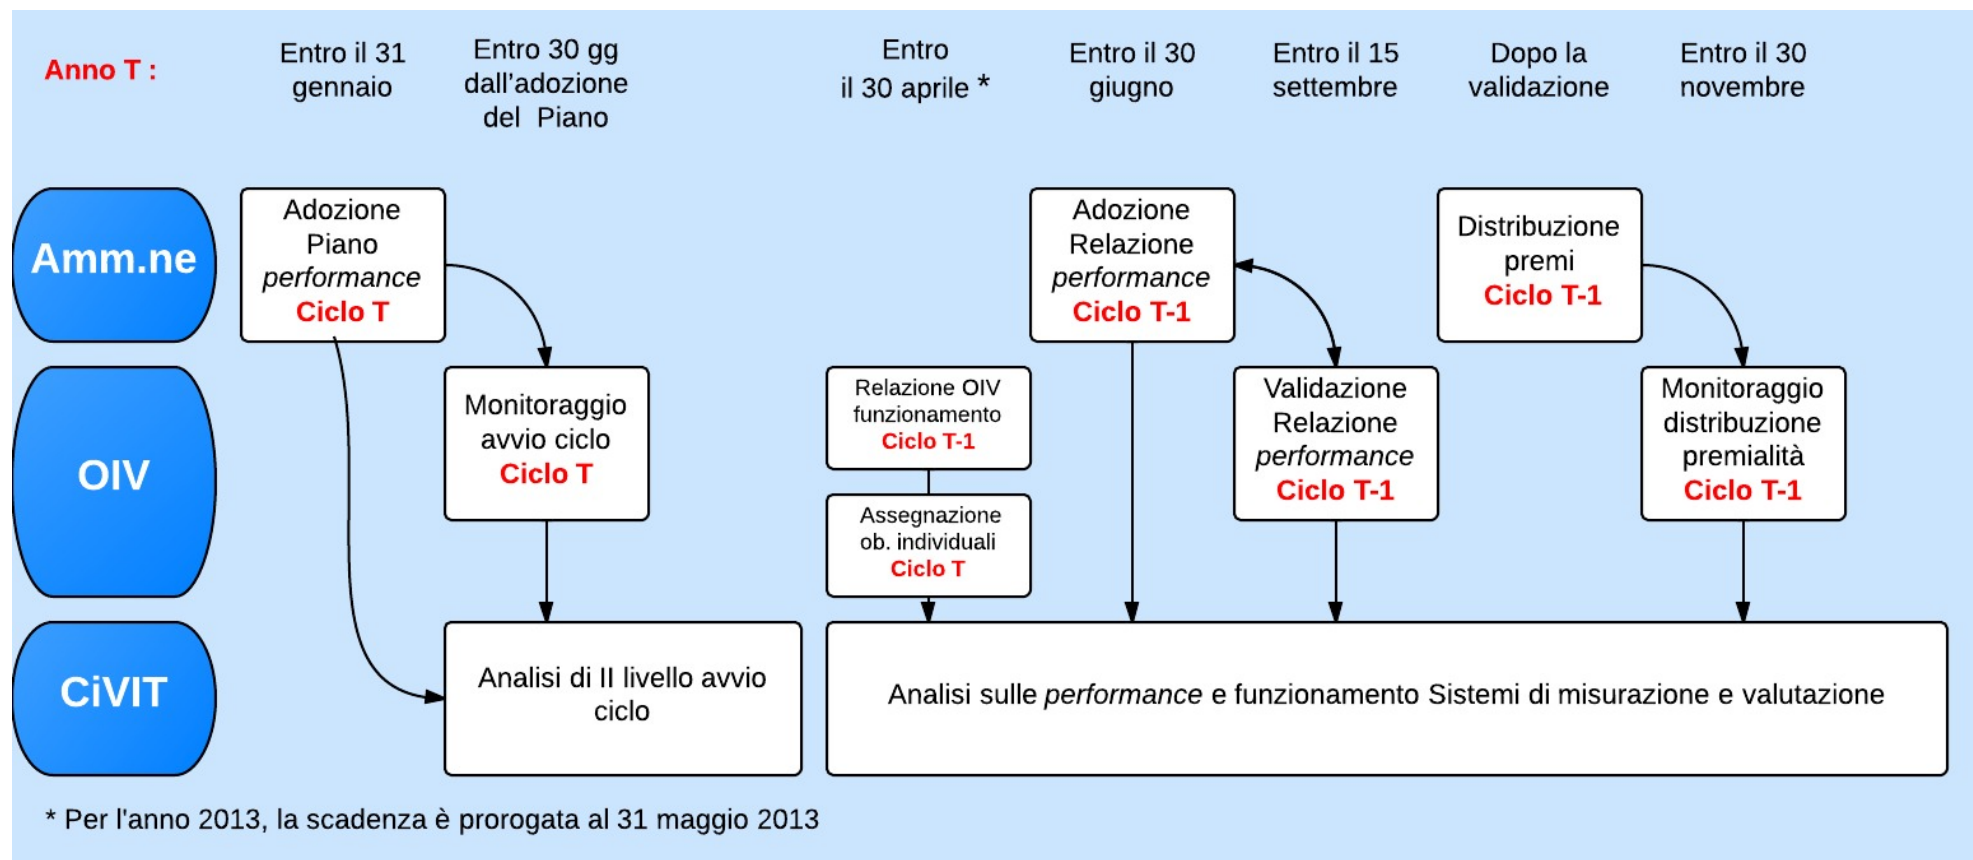 Anno T :
Entro il 31
gennaio
Entro 30 gg
dall'adozione
del Piano
Entro
il 30 aprile *
Entro il 30
giugno
Entro il 15
settembre
Dopo la
validazione
Entro il 30
novembre
Amm.ne
Adozione
Piano
performance
Ciclo T
Adozione
Relazione
performance
Ciclo T-1
Distribuzione
premi
Ciclo T-1
OIV
Monitoraggio
avvio ciclo
Ciclo T
Relazione OIV
funzionamento
Ciclo T-1
Assegnazione
ob. individuali
Ciclo T
Validazione
Relazione
performance
Ciclo T-1
Monitoraggio
distribuzione
premialità
Ciclo T-1
CiVIT
Analisi di II livello avvio
ciclo
Analisi sulle performance e funzionamento Sistemi di misurazione e valutazione
* Per l'anno 2013, la scadenza è prorogata al 31 maggio 2013